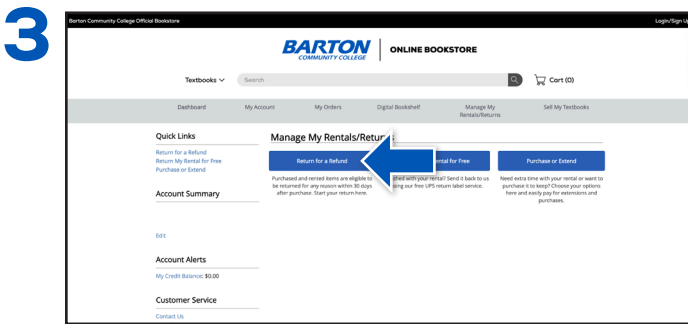 3
Barton Community College Official Bookstore
Login/Sign Up
BARTON
COMMUNITY COLLEGE
ONLINE BOOKSTORE
Textbooks
Search
Cart (0)
Dashboard
My Account
My Orders
Digital Bookshelf
Manage My
Rentals/Returns
Sell My Textbooks
Quick Links
Return for a Refund
Return My Rental for Free
Purchase or Extend
Account Summary
Edit
Account Alerts
My Credit Balance: $0.00
Customer Service
Contact Us
Manage My Rentals/Returns
Return for a Refund
Purchased and rented items are eligible to
be returned for any reason within 30 days
after purchase. Start your return here.
ental for Free
with your rental? Send it back to us
using our free UPS return label service.
Purchase or Extend
Need extra time with your rental or want to
purchase it to keep? Choose your options
here and easily pay for extensions and
purchases.